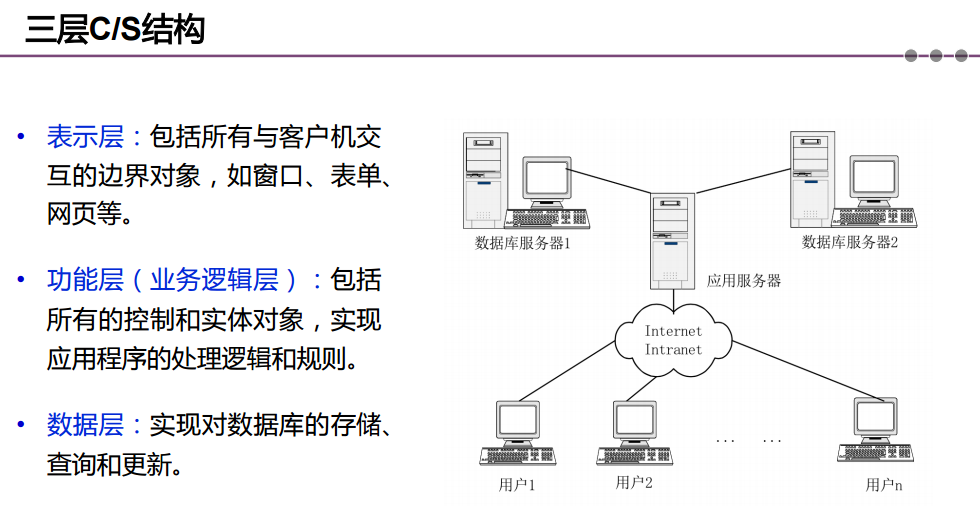 三层C/S结构
• 表示层：包括所有与客户机交
互的边界对象，如窗口、表单、
网页等。
• 功能层（业务逻辑层）：包括
所有的控制和实体对象，实现
应用程序的处理逻辑和规则。
• 数据层：实现对数据库的存储、
查询和更新。
数据库服务器1
数据库服务器2
应用服务器
Internet
Intranet
... ...
用户1
用户2
用户n